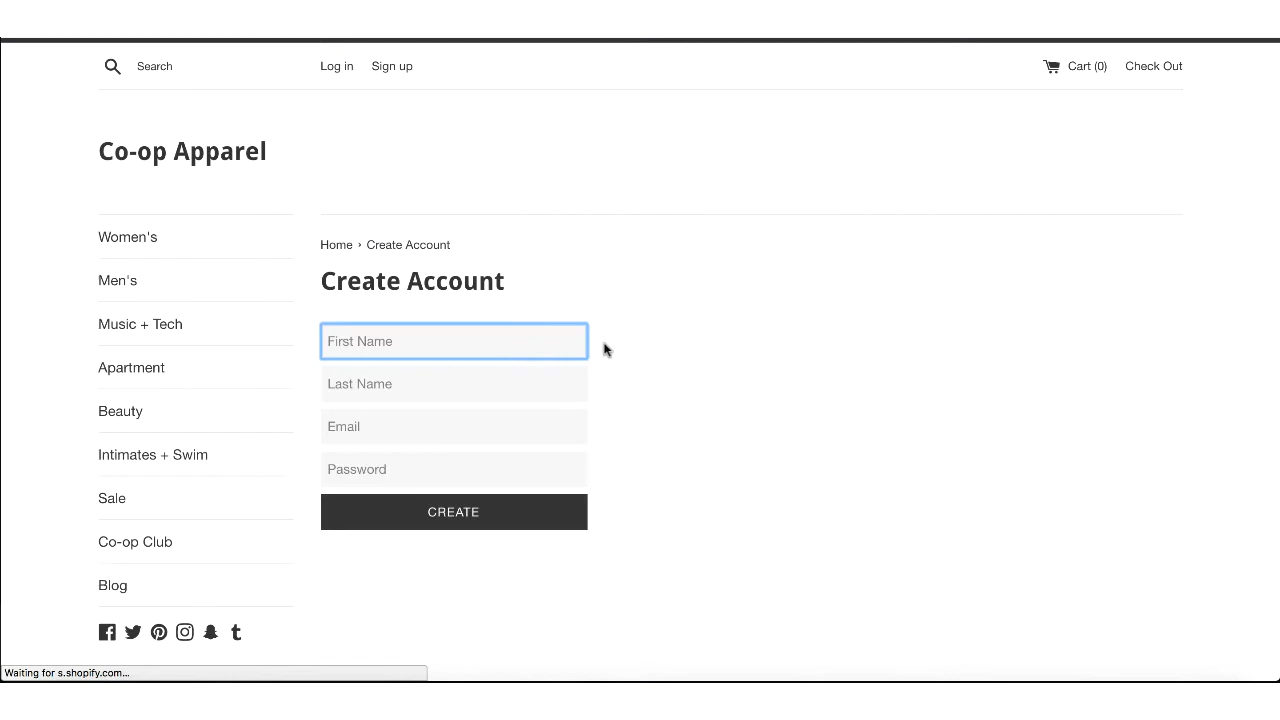 Search
Log in
Sign up
Cart (0)
Check Out
Co-op Apparel
Women's
Men's
Music + Tech
Apartment
Beauty
Intimates + Swim
Sale
Co-op Club
Blog
Home › Create Account
Create Account
First Name
Last Name
Email
Password
CREATE
Waiting for s.shopify.com...